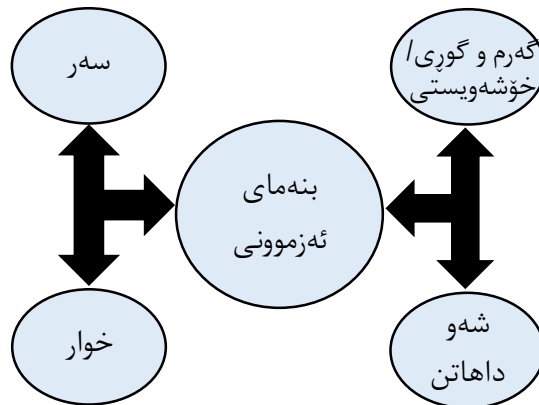 گەرم و گوڕی/
خۆشەویستی
سەر
بنەمای
ئەزموونی
شەو
داهاتن
خوار